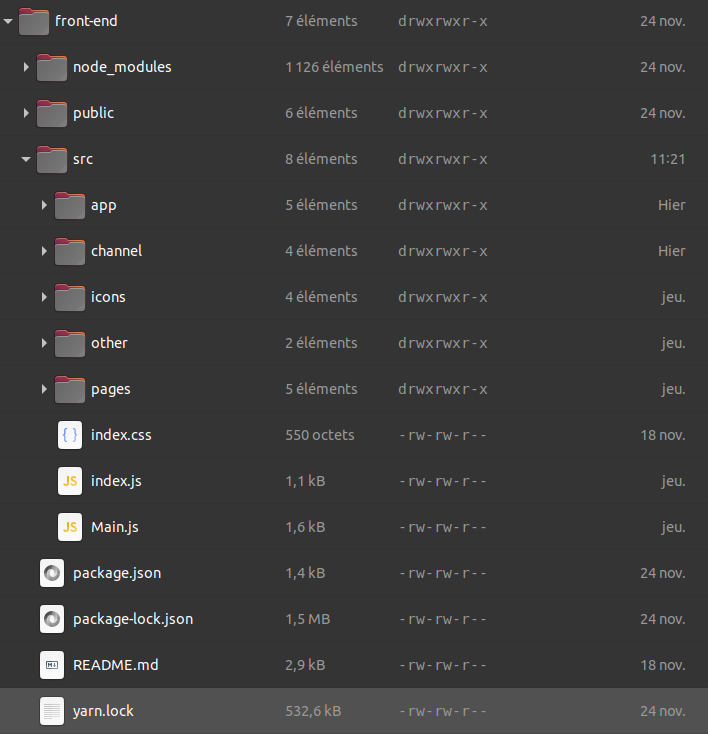 front-end 7 éléments drwxrwxr-x 24 nov.
node_modules 1 126 éléments drwxrwxr-x 24 nov.
public 6 éléments drwxrwxr-x 24 nov.
src 8 éléments drwxrwxr-x 11:21
app 5 éléments drwxrwxr-x Hier
channel 4 éléments drwxrwxr-x Hier
icons 4 éléments drwxrwxr-x jeu.
other 2 éléments drwxrwxr-x jeu.
pages 5 éléments drwxrwxr-x jeu.
{ } index.css 550 octets -rw-rw-r-- 18 nov.
JS index.js 1,1 kB -rw-rw-r-- jeu.
JS Main.js 1,6 kB -rw-rw-r-- jeu.
package.json 1,4 kB -rw-rw-r-- 24 nov.
package-lock.json 1,5 MB -rw-rw-r-- 24 nov.
README.md 2,9 kB -rw-rw-r-- 18 nov.
yarn.lock 532,6 kB -rw-rw-r-- 24 nov.